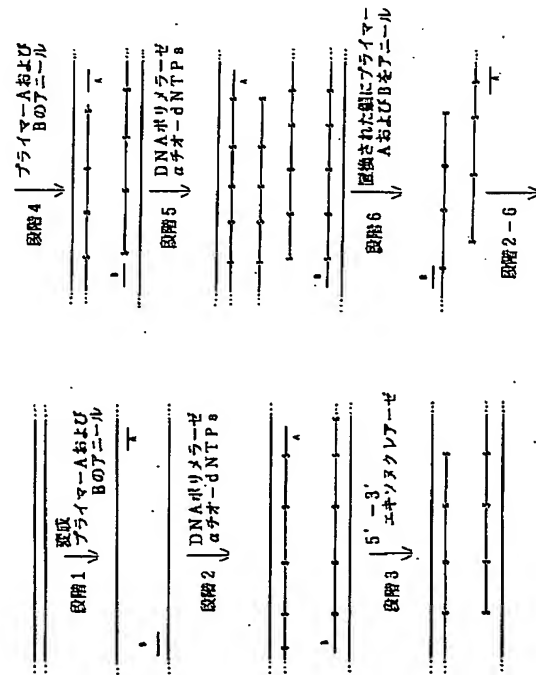 変成
段階1 プライマーAおよび
Bのアニール
A
B
段階2 DNAポリメラーゼ
αチオ-dNTPs
A
B
段階3 5'-3'
エキソヌクレアーゼ
段階4 プライマーAおよび
Bのアニール
A
B
段階5 DNAポリメラーゼ
αチオ-dNTPs
A
B
段階6 置換された鎖にプライマー
AおよびBをアニール
A
B
段階2-6